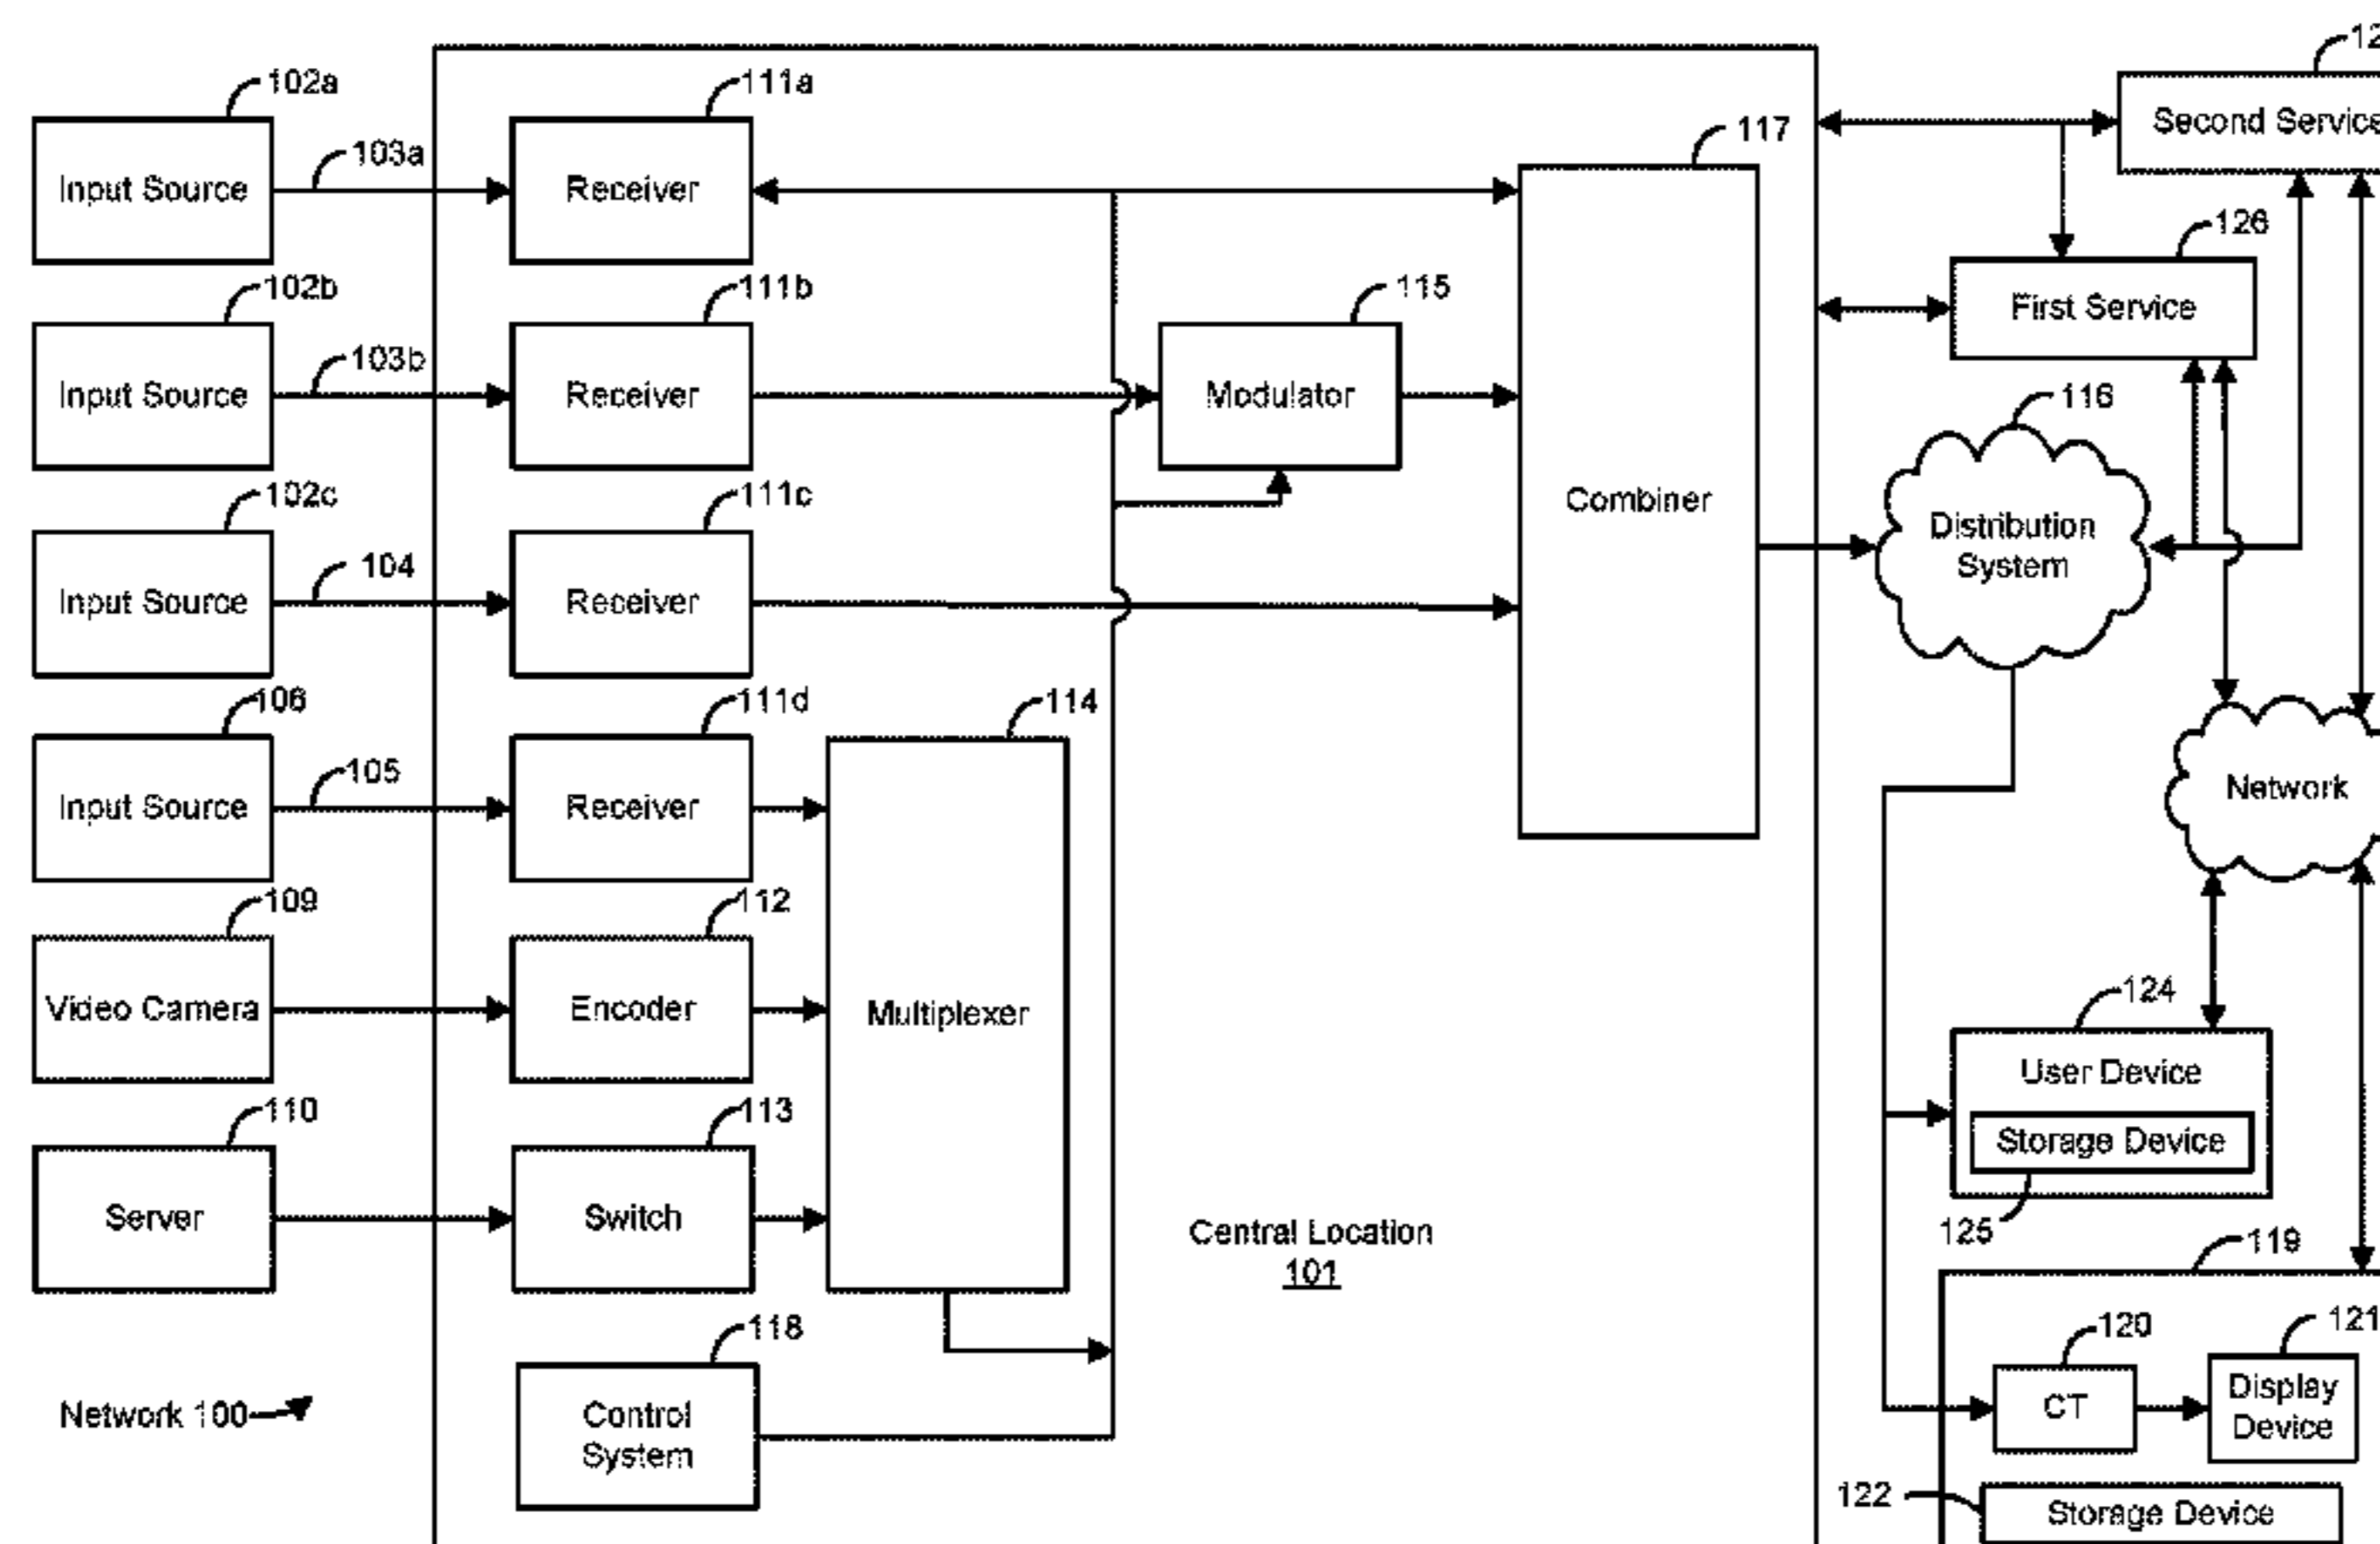 102a
111a
12
Input Source
103a
Receiver
117
Second Service
102b
111b
115
126
First Service
Input Source
103b
Receiver
Modulator
116
102c
111c
Combiner
Distribution
System
Input Source
104
Receiver
106
111d
114
Input Source
105
Receiver
Network
109
112
Video Camera
Encoder
Multiplexer
124
User Device
110
113
Storage Device
Server
Switch
Central Location
101
125
119
118
120
121
Network 100
Control
System
CT
Display
Device
122
Storage Device